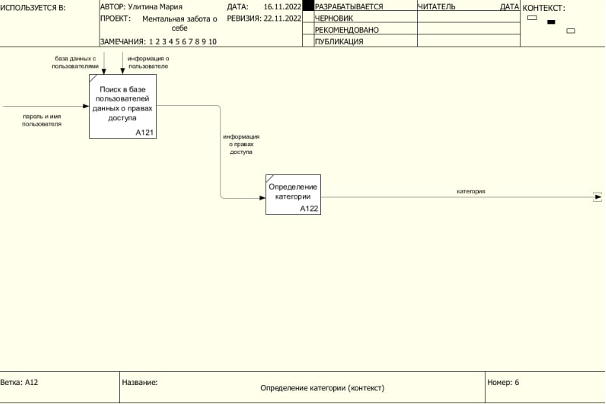 ИСПОЛЬЗУЕТСЯ В:
АВТОР: Улитина Мария
ДАТА: 16.11.2022
РАЗРАБАТЫВАЕТСЯ
ЧИТАТЕЛЬ
ДАТА
КОНТЕКСТ:
ПРОЕКТ: Ментальная забота о
себе
РЕВИЗИЯ: 22.11.2022
ЧЕРНОВИК
РЕКОМЕНДОВАНО
ЗАМЕЧАНИЯ: 1 2 3 4 5 6 7 8 9 10
ПУБЛИКАЦИЯ
база данных с
пользователями
информация о
пользователе
Поиск в базе
пользователей
данных о правах
доступа
A121
пароль и имя
пользователя
информация
о правах
доступа
Определение
категории
A122
категория
Ветка: A12
Название:
Определение категории (контекст)
Номер: 6